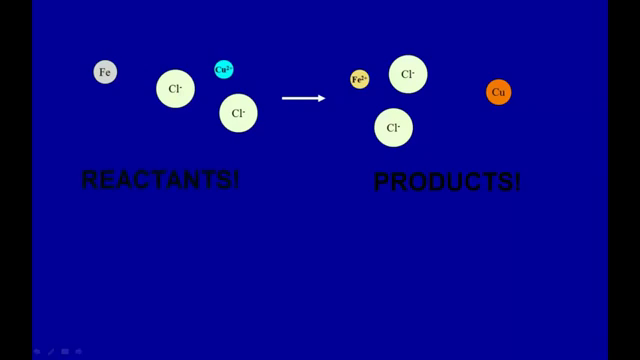 Fe
Cl⁻
Cu²⁺
Cl⁻
Fe²⁺
Cl⁻
Cl⁻
Cu
REACTANTS!
PRODUCTS!